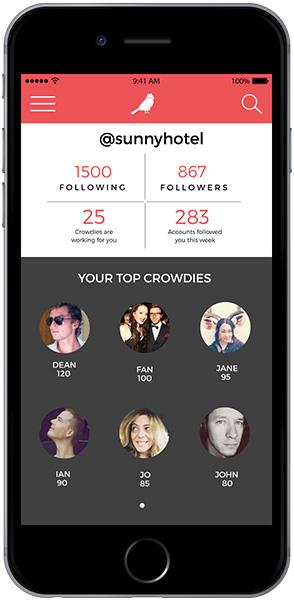 9:41 AM 100%
@sunnyhotel
1500 867
FOLLOWING FOLLOWERS
25 283
Crowdies are Accounts followed
working for you you this week
YOUR TOP CROWDIES
DEAN FAN JANE
120 100 95
IAN JO JOHN
90 85 80